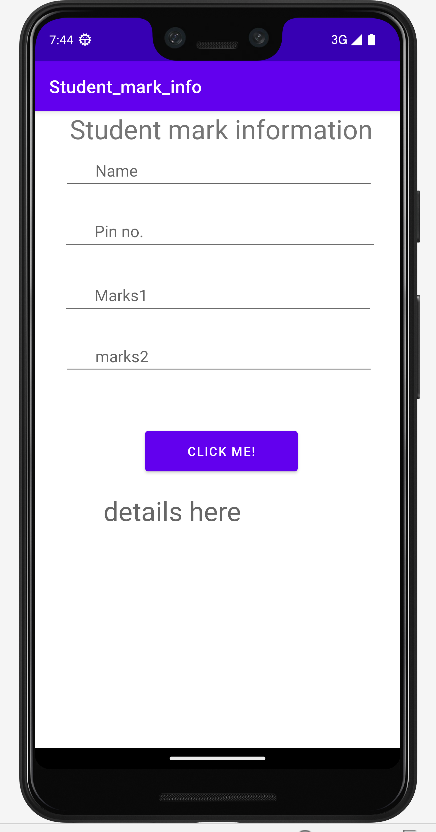 7:44 3G
Student_mark_info
Student mark information
Name
Pin no.
Marks1
marks2
CLICK ME!
details here